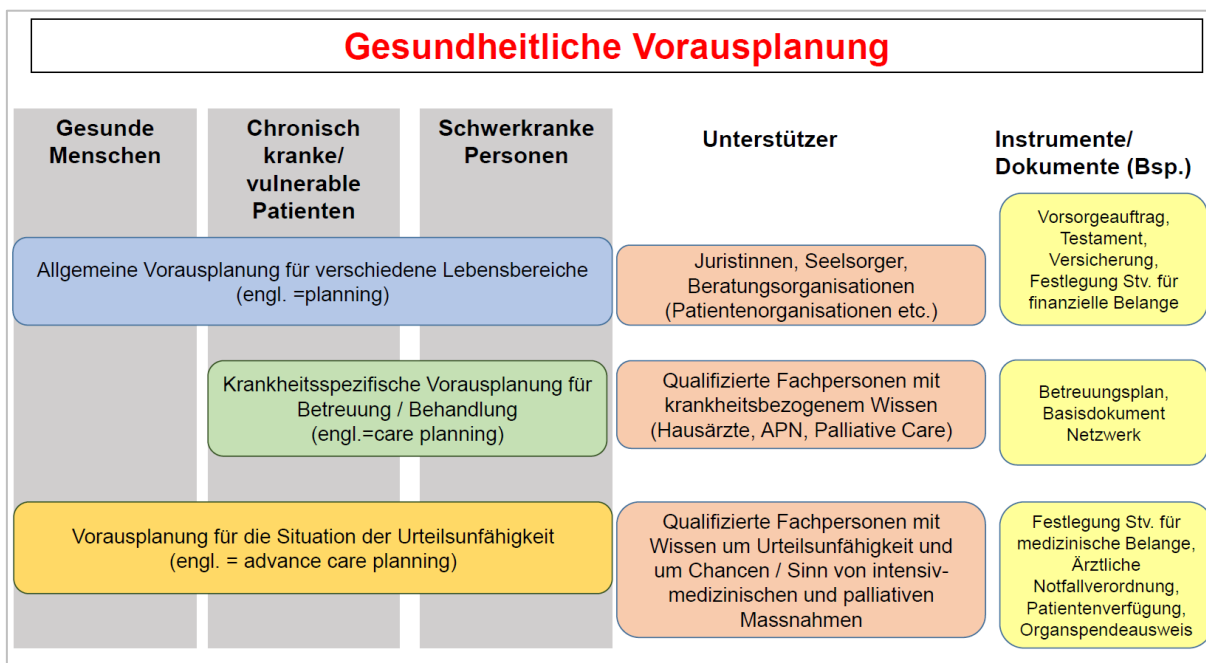 Gesundheitliche Vorausplanung
Gesunde
Menschen
Chronisch
kranke/
vulnerable
Patienten
Schwerkranke
Personen
Unterstützer
Instrumente/
Dokumente (Bsp.)
Allgemeine Vorausplanung für verschiedene Lebensbereiche
(engl. =planning)
Juristinnen, Seelsorger,
Beratungsorganisationen
(Patientenorganisationen etc.)
Vorsorgeauftrag,
Testament,
Versicherung,
Festlegung Stv. für
finanzielle Belange
Krankheitsspezifische Vorausplanung für
Betreuung / Behandlung
(engl.=care planning)
Qualifizierte Fachpersonen mit
krankheitsbezogenem Wissen
(Hausärzte, APN, Palliative Care)
Betreuungsplan,
Basisdokument
Netzwerk
Vorausplanung für die Situation der Urteilsunfähigkeit
(engl. = advance care planning)
Qualifizierte Fachpersonen mit
Wissen um Urteilsunfähigkeit und
um Chancen / Sinn von intensiv-
medizinischen und palliativen
Massnahmen
Festlegung Stv. für
medizinische Belange,
Ärztliche
Notfallverordnung,
Patientenverfügung,
Organspendeausweis